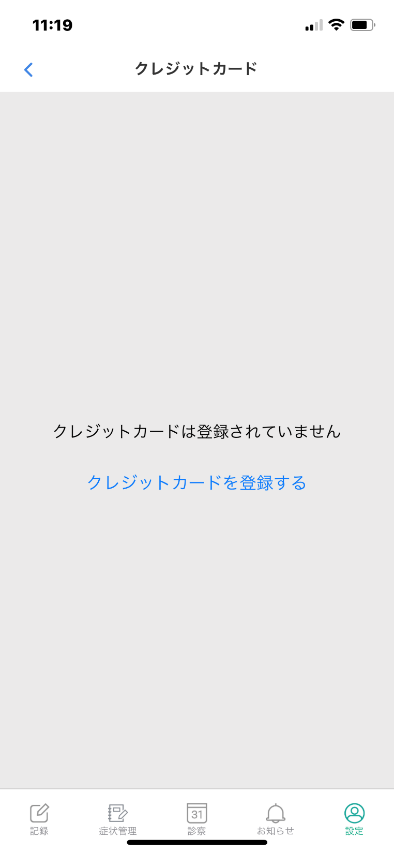 11:19
クレジットカード
クレジットカードは登録されていません
クレジットカードを登録する
31
記録
症状管理
診察
お知らせ
設定